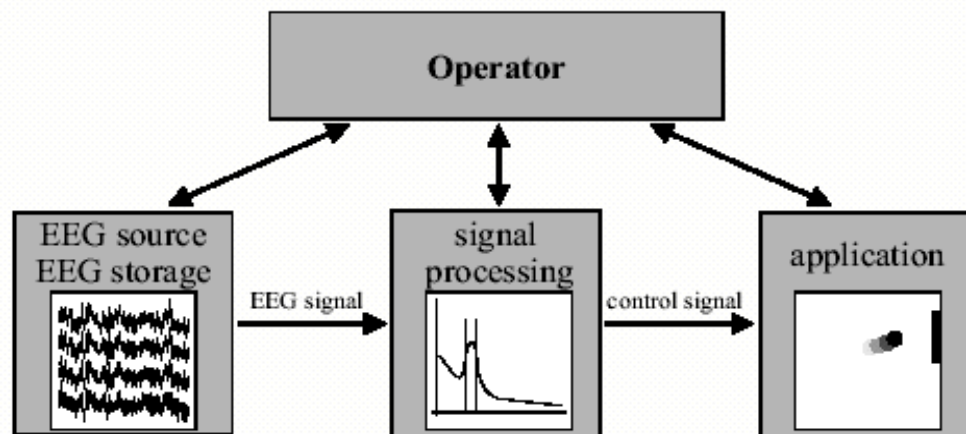 Operator
EEG source
EEG storage
EEG signal
signal
processing
control signal
application